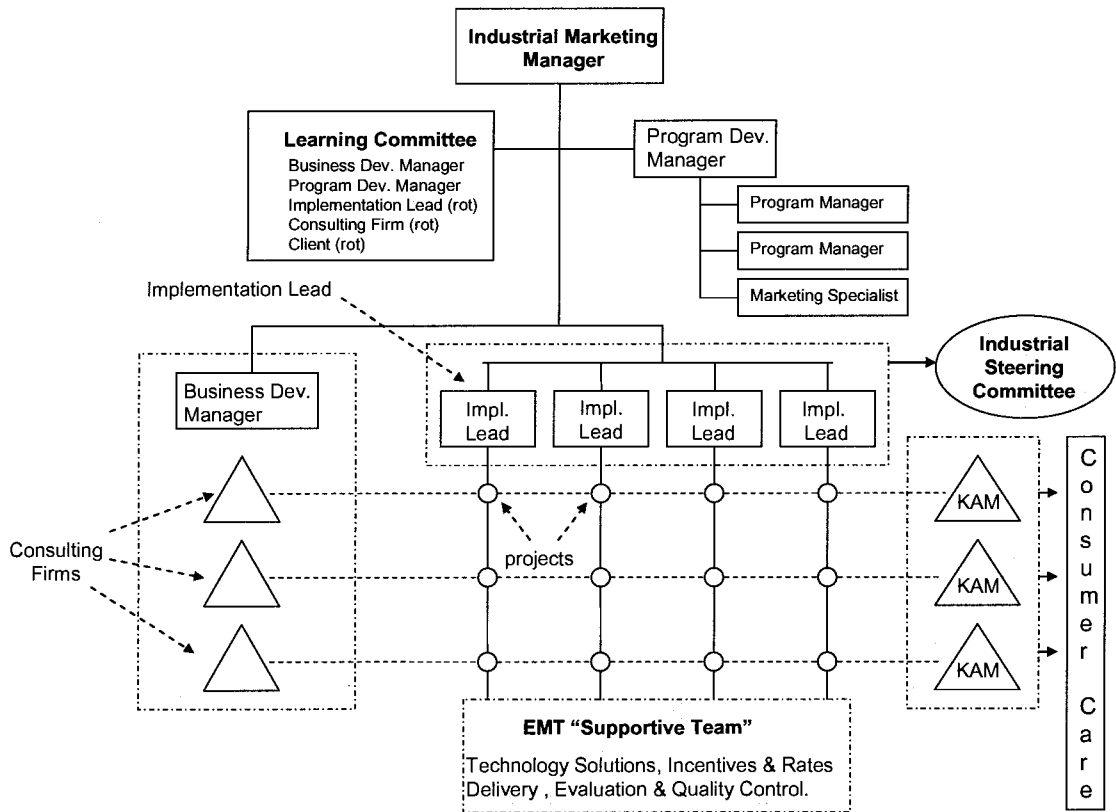 Industrial Marketing
Manager
Learning Committee
Business Dev. Manager
Program Dev. Manager
Implementation Lead (rot)
Consulting Firm (rot)
Client (rot)
Program Dev.
Manager
Program Manager
Program Manager
Marketing Specialist
Implementation Lead
Industrial
Steering
Committee
Business Dev.
Manager
Impl.
Lead
Impl.
Lead
Impl.
Lead
Impl.
Lead
Consulting
Firms
projects
KAM
KAM
KAM
Consumer Care
EMT “Supportive Team”
Technology Solutions, Incentives & Rates
Delivery , Evaluation & Quality Control.